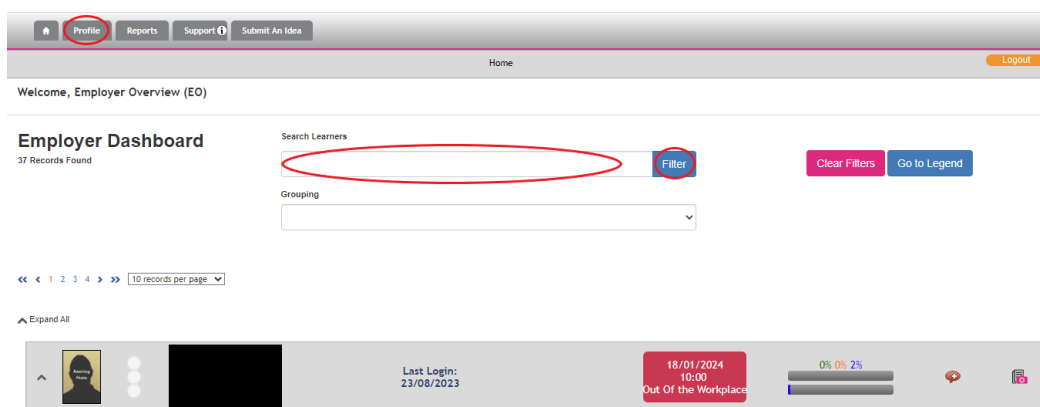 Profile
Reports
Support
Submit An Idea
Home
Logout
Welcome, Employer Overview (EO)
Employer Dashboard
37 Records Found
Search Learners
Filter
Clear Filters
Go to Legend
Grouping
1 2 3 4
10 records per page
Expand All
Awaiting
Photo
Last Login:
23/08/2023
18/01/2024
10:00
Out Of the Workplace
0% 0% 2%